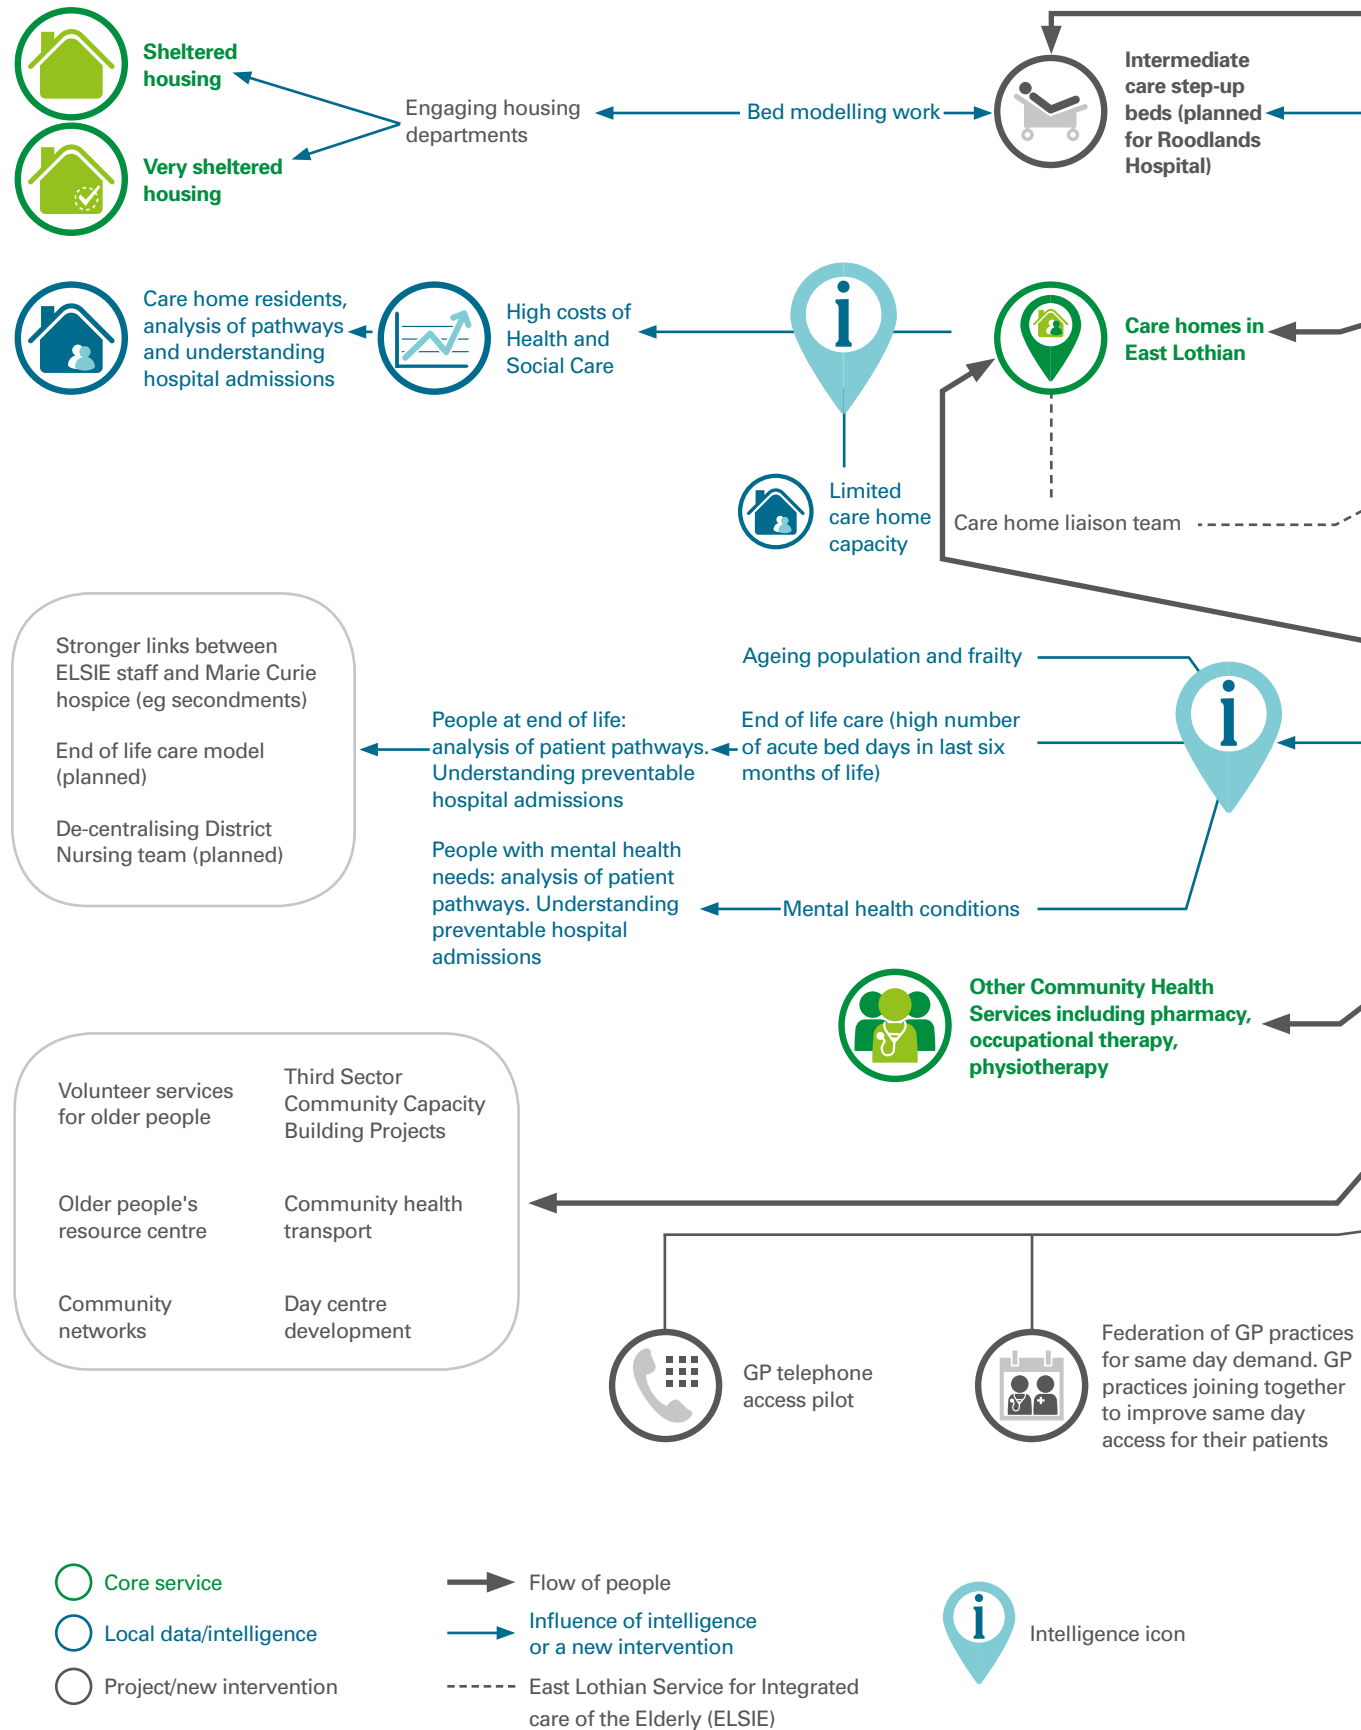 Sheltered
housing
Very sheltered
housing
Engaging housing
departments
Bed modelling work
Intermediate
care step-up
beds (planned
for Roodlands
Hospital)
Care home residents,
analysis of pathways
and understanding
hospital admissions
High costs of
Health and
Social Care
i
Care homes in
East Lothian
Limited
care home
capacity
Care home liaison team
Stronger links between
ELSIE staff and Marie Curie
hospice (eg secondments)
End of life care model
(planned)
De-centralising District
Nursing team (planned)
People at end of life:
analysis of patient pathways.
Understanding preventable
hospital admissions
Ageing population and frailty
End of life care (high number
of acute bed days in last six
months of life)
i
People with mental health
needs: analysis of patient
pathways. Understanding
preventable hospital
admissions
Mental health conditions
Other Community Health
Services including pharmacy,
occupational therapy,
physiotherapy
Volunteer services
for older people
Third Sector
Community Capacity
Building Projects
Older people's
resource centre
Community health
transport
Community
networks
Day centre
development
GP telephone
access pilot
Federation of GP practices
for same day demand. GP
practices joining together
to improve same day
access for their patients
Core service
Local data/intelligence
Project/new intervention
Flow of people
Influence of intelligence
or a new intervention
East Lothian Service for Integrated
care of the Elderly (ELSIE)
i
Intelligence icon